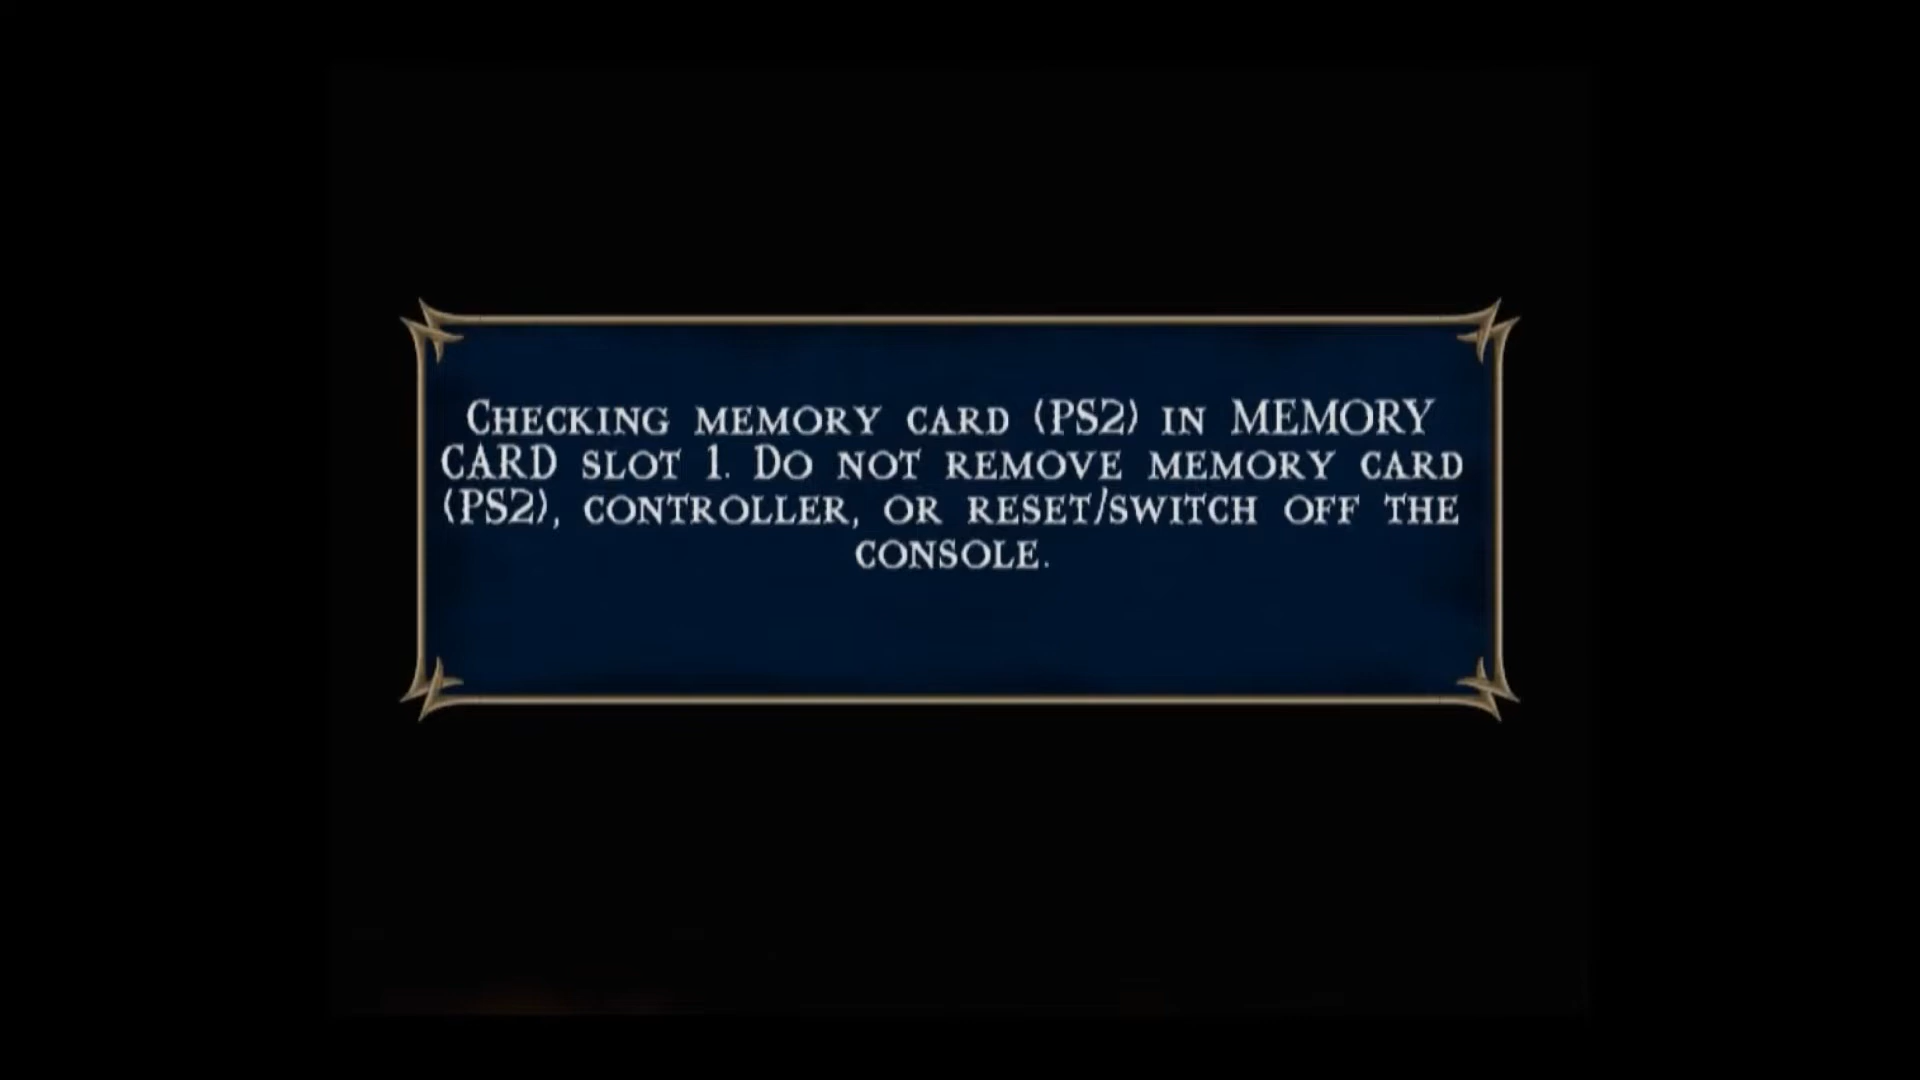 Checking memory card (PS2) in MEMORY
CARD slot 1. Do not remove memory card
(PS2), controller, or reset/switch off the
console.